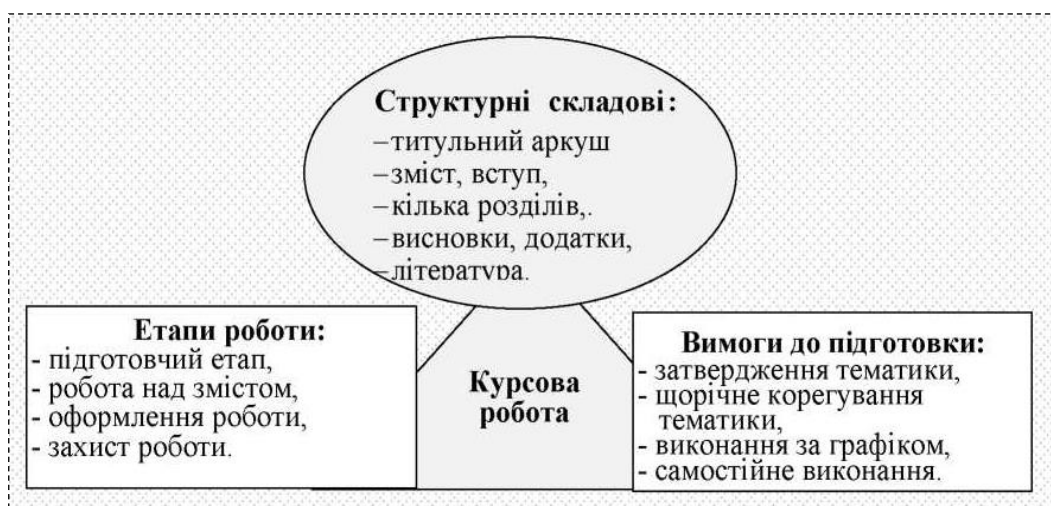 Структурні складові:
–титульний аркуш
–зміст, вступ,
–кілька розділів,.
–висновки, додатки,
–література.
Етапи роботи:
- підготовчий етап,
- робота над змістом,
- оформлення роботи,
- захист роботи.
Курсова
робота
Вимоги до підготовки:
- затвердження тематики,
- щорічне корегування
тематики,
- виконання за графіком,
- самостійне виконання.